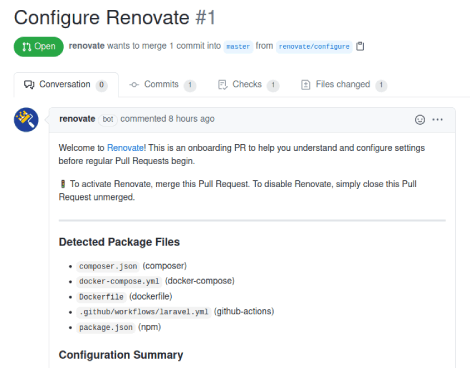 Configure Renovate #1
Open renovate wants to merge 1 commit into master from renovate/configure
Conversation 0 Commits 1 Checks 1 Files changed 1
renovate bot commented 8 hours ago
Welcome to Renovate! This is an onboarding PR to help you understand and configure settings
before regular Pull Requests begin.
To activate Renovate, merge this Pull Request. To disable Renovate, simply close this Pull
Request unmerged.
Detected Package Files
composer.json (composer)
docker-compose.yml (docker-compose)
Dockerfile (dockerfile)
.github/workflows/laravel.yml (github-actions)
package.json (npm)
Configuration Summary